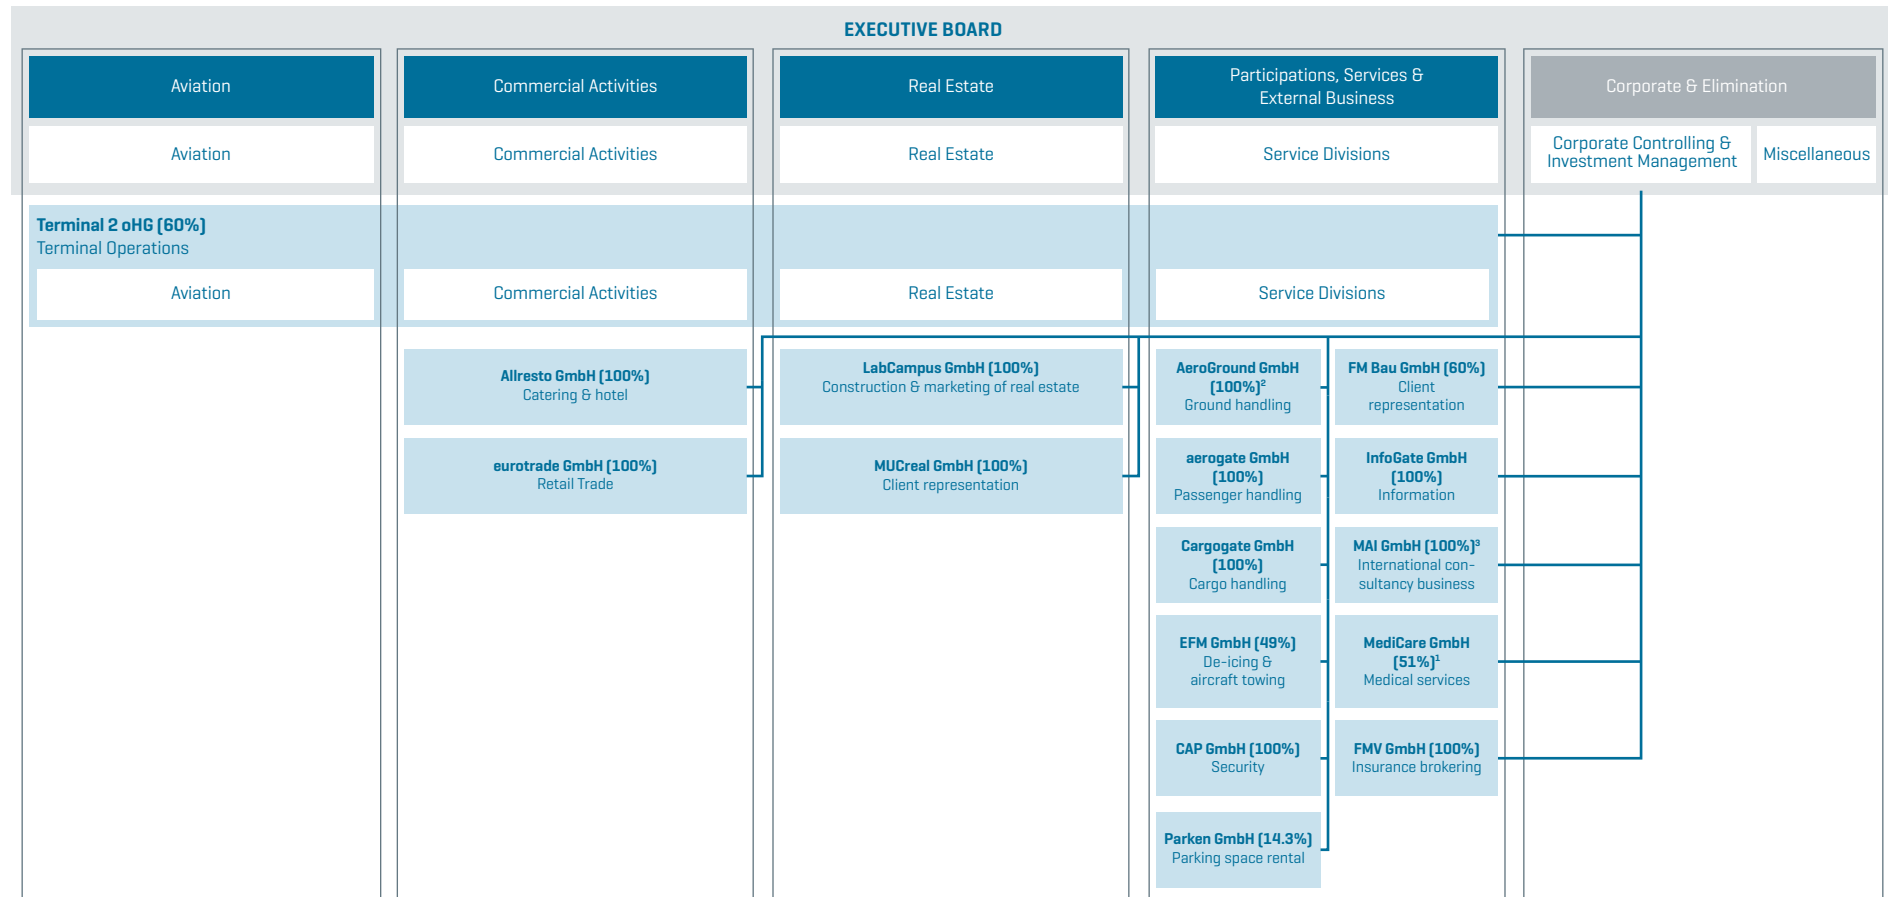 EXECUTIVE BOARD
Aviation
Commercial Activities
Real Estate
Participations, Services &
External Business
Corporate & Elimination
Aviation
Commercial Activities
Real Estate
Service Divisions
Corporate Controlling &
Investment Management
Miscellaneous
Terminal 2 oHG (60%)
Terminal Operations
Aviation
Commercial Activities
Real Estate
Service Divisions
Allresto GmbH (100%)
Catering & hotel
eurotrade GmbH (100%)
Retail Trade
LabCampus GmbH (100%)
Construction & marketing of real estate
MUCreal GmbH (100%)
Client representation
AeroGround GmbH
(100%)²
Ground handling
FM Bau GmbH (60%)
Client
representation
aerogate GmbH
(100%)
Passenger handling
InfoGate GmbH
(100%)
Information
Cargogate GmbH
(100%)
Cargo handling
MAI GmbH (100%)³
International con-
sultancy business
EFM GmbH (49%)
De-icing &
aircraft towing
MediCare GmbH
(51%)¹
Medical services
CAP GmbH (100%)
Security
FMV GmbH (100%)
Insurance brokering
Parken GmbH (14.3%)
Parking space rental